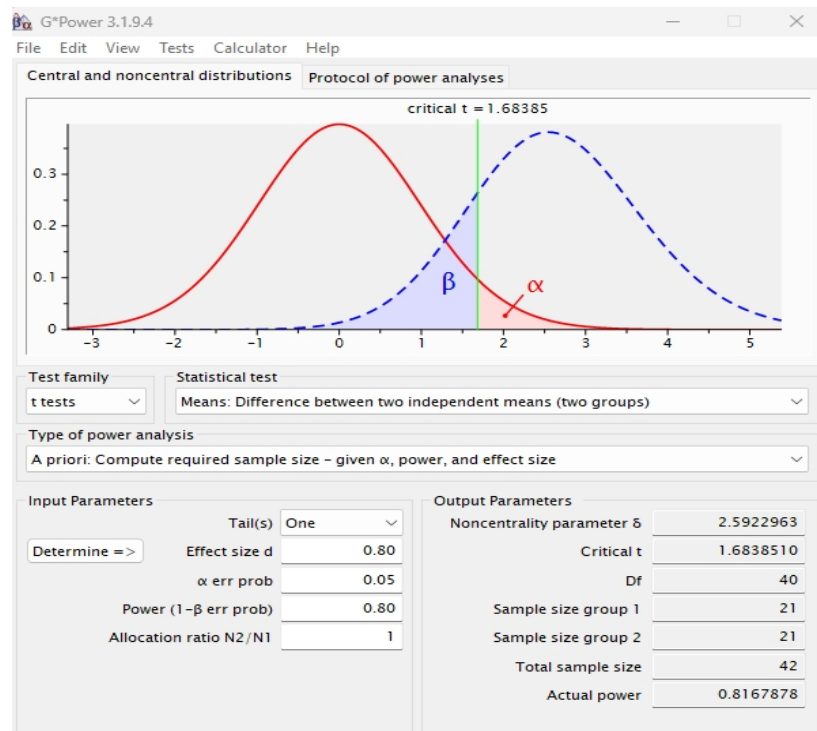 G*Power 3.1.9.4
File Edit View Tests Calculator Help
Central and noncentral distributions Protocol of power analyses
critical t = 1.68385
0.3
0.2
0.1
0
β
α
-3 -2 -1 0 1 2 3 4 5
Test family Statistical test
t tests Means: Difference between two independent means (two groups)
Type of power analysis
A priori: Compute required sample size – given α, power, and effect size
Input Parameters
Tail(s) One
Determine => Effect size d 0.80
α err prob 0.05
Power (1-β err prob) 0.80
Allocation ratio N2/N1 1
Output Parameters
Noncentrality parameter δ 2.5922963
Critical t 1.6838510
Df 40
Sample size group 1 21
Sample size group 2 21
Total sample size 42
Actual power 0.8167878